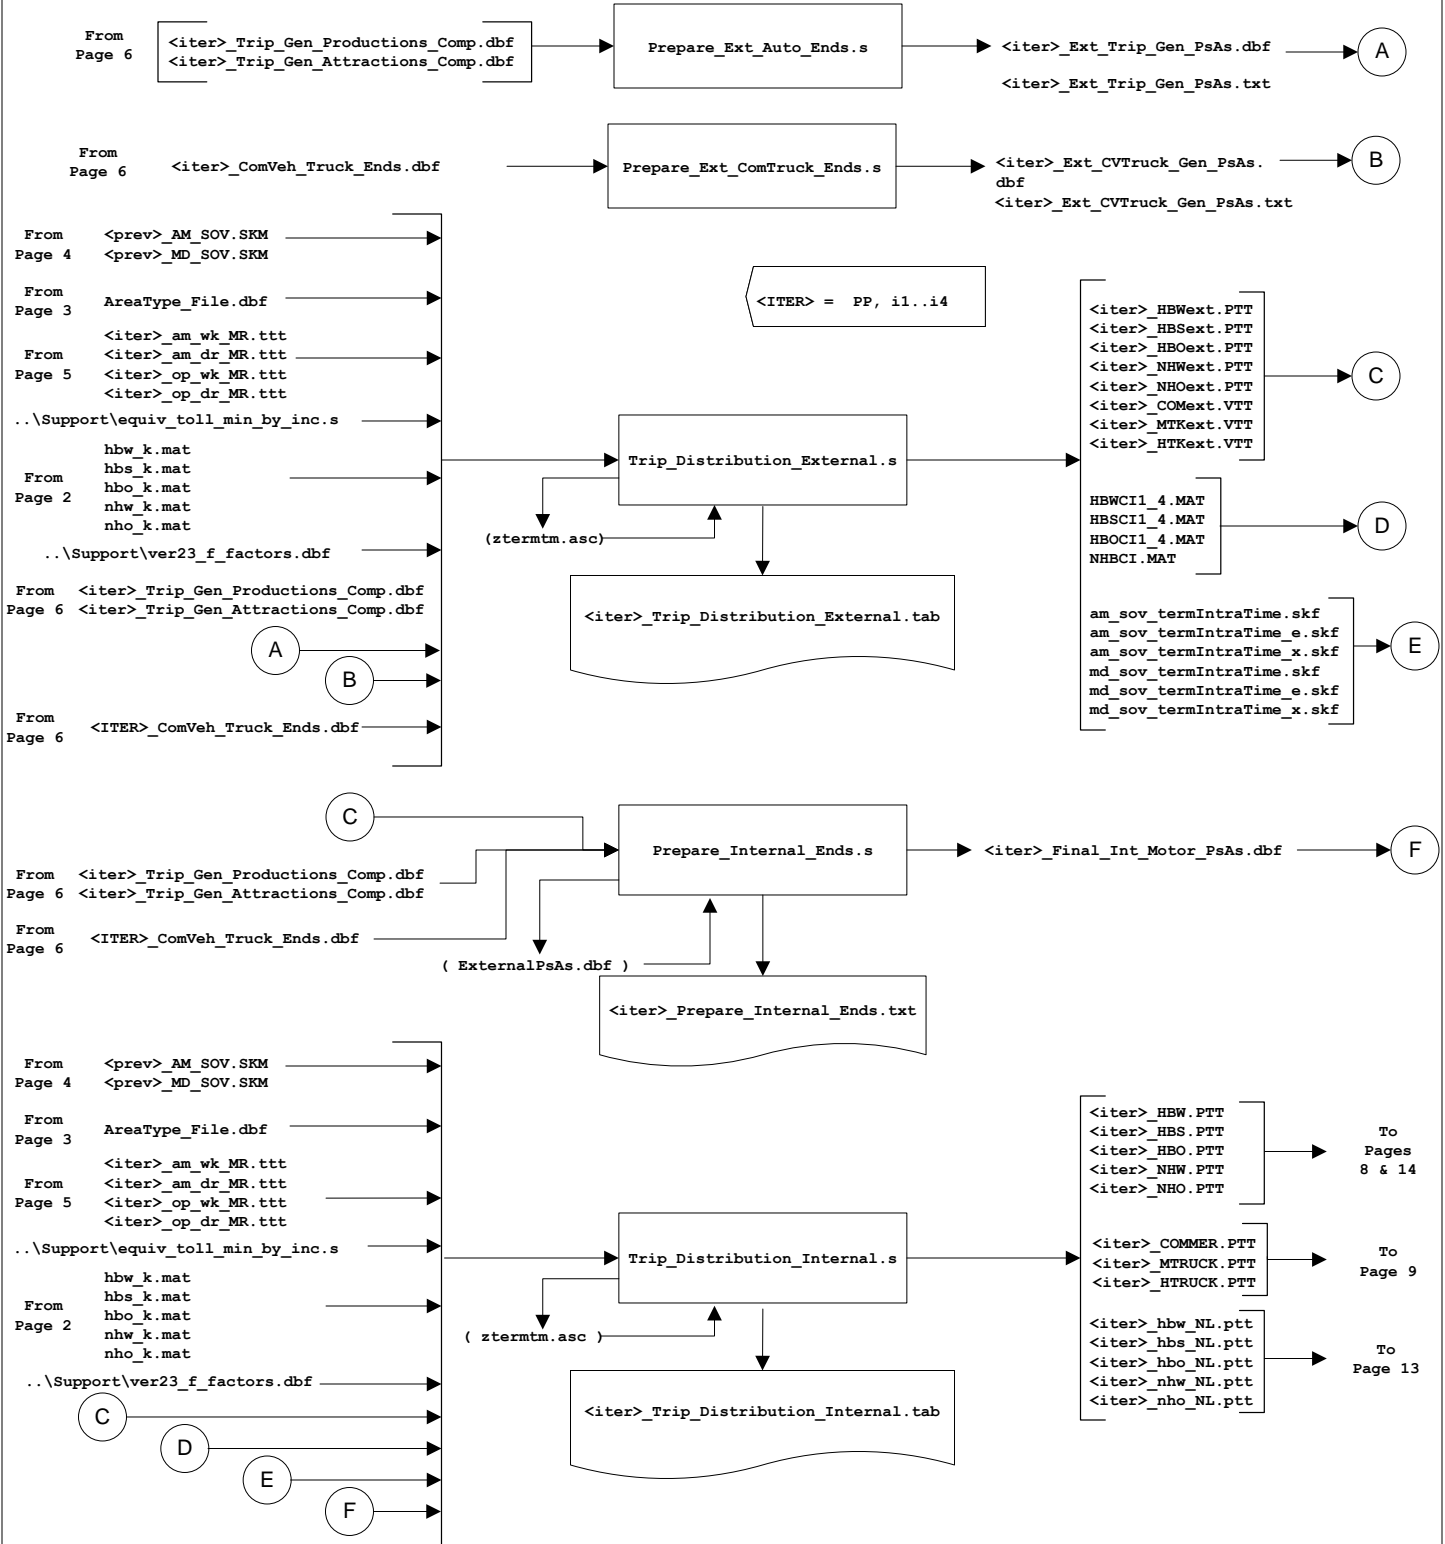 From
Page 6
<iter>_Trip_Gen_Productions_Comp.dbf
<iter>_Trip_Gen_Attractions_Comp.dbf
Prepare_Ext_Auto_Ends.s
<iter>_Ext_Trip_Gen_PsAs.dbf
<iter>_Ext_Trip_Gen_PsAs.txt
A
From
Page 6
<iter>_ComVeh_Truck_Ends.dbf
Prepare_Ext_ComTruck_Ends.s
<iter>_Ext_CVTruck_Gen_PsAs.
dbf
<iter>_Ext_CVTruck_Gen_PsAs.txt
B
From
Page 4
<prev>_AM_SOV.SKM
<prev>_MD_SOV.SKM
From
Page 3
AreaType_File.dbf
From
Page 5
<iter>_am_wk_MR.ttt
<iter>_am_dr_MR.ttt
<iter>_op_wk_MR.ttt
<iter>_op_dr_MR.ttt
..\Support\equiv_toll_min_by_inc.s
From
Page 2
hbw_k.mat
hbs_k.mat
hbo_k.mat
nhw_k.mat
nho_k.mat
..\Support\ver23_f_factors.dbf
From
Page 6
<iter>_Trip_Gen_Productions_Comp.dbf
<iter>_Trip_Gen_Attractions_Comp.dbf
A
B
From
Page 6
<ITER>_ComVeh_Truck_Ends.dbf
<ITER> =  PP, i1..i4
Trip_Distribution_External.s
(ztermtm.asc)
<iter>_Trip_Distribution_External.tab
<iter>_HBWext.PTT
<iter>_HBSext.PTT
<iter>_HBOext.PTT
<iter>_NHWext.PTT
<iter>_NHOext.PTT
<iter>_COMext.VTT
<iter>_MTKext.VTT
<iter>_HTKext.VTT
C
HBWCI1_4.MAT
HBSCI1_4.MAT
HBOCI1_4.MAT
NHBCI.MAT
D
am_sov_termIntraTime.skf
am_sov_termIntraTime_e.skf
am_sov_termIntraTime_x.skf
md_sov_termIntraTime.skf
md_sov_termIntraTime_e.skf
md_sov_termIntraTime_x.skf
E
C
From
Page 6
<iter>_Trip_Gen_Productions_Comp.dbf
<iter>_Trip_Gen_Attractions_Comp.dbf
From
Page 6
<ITER>_ComVeh_Truck_Ends.dbf
Prepare_Internal_Ends.s
( ExternalPsAs.dbf )
<iter>_Prepare_Internal_Ends.txt
<iter>_Final_Int_Motor_PsAs.dbf
F
From
Page 4
<prev>_AM_SOV.SKM
<prev>_MD_SOV.SKM
From
Page 3
AreaType_File.dbf
From
Page 5
<iter>_am_wk_MR.ttt
<iter>_am_dr_MR.ttt
<iter>_op_wk_MR.ttt
<iter>_op_dr_MR.ttt
..\Support\equiv_toll_min_by_inc.s
From
Page 2
hbw_k.mat
hbs_k.mat
hbo_k.mat
nhw_k.mat
nho_k.mat
..\Support\ver23_f_factors.dbf
C
D
E
F
Trip_Distribution_Internal.s
( ztermtm.asc )
<iter>_Trip_Distribution_Internal.tab
<iter>_HBW.PTT
<iter>_HBS.PTT
<iter>_HBO.PTT
<iter>_NHW.PTT
<iter>_NHO.PTT
To
Pages
8 & 14
<iter>_COMMER.PTT
<iter>_MTRUCK.PTT
<iter>_HTRUCK.PTT
To
Page 9
<iter>_hbw_NL.ptt
<iter>_hbs_NL.ptt
<iter>_hbo_NL.ptt
<iter>_nhw_NL.ptt
<iter>_nho_NL.ptt
To
Page 13